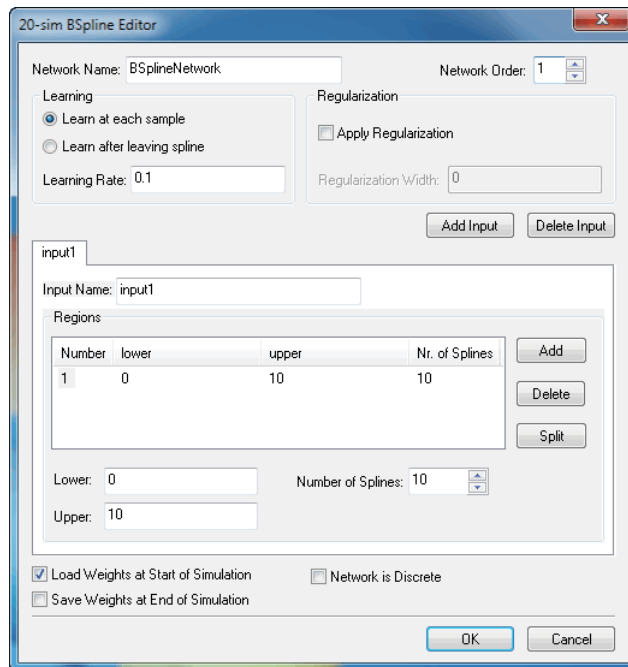 20-sim BSpline Editor
Network Name: BSplineNetwork
Network Order: 1
Learning
Regularization
Learn at each sample
Apply Regularization
Learn after leaving spline
Learning Rate: 0.1
Regularization Width: 0
Add Input
Delete Input
input1
Input Name: input1
Regions
Number lower upper Nr. of Splines
1 0 10 10
Add
Delete
Split
Lower: 0
Number of Splines: 10
Upper: 10
Load Weights at Start of Simulation
Network is Discrete
Save Weights at End of Simulation
OK
Cancel